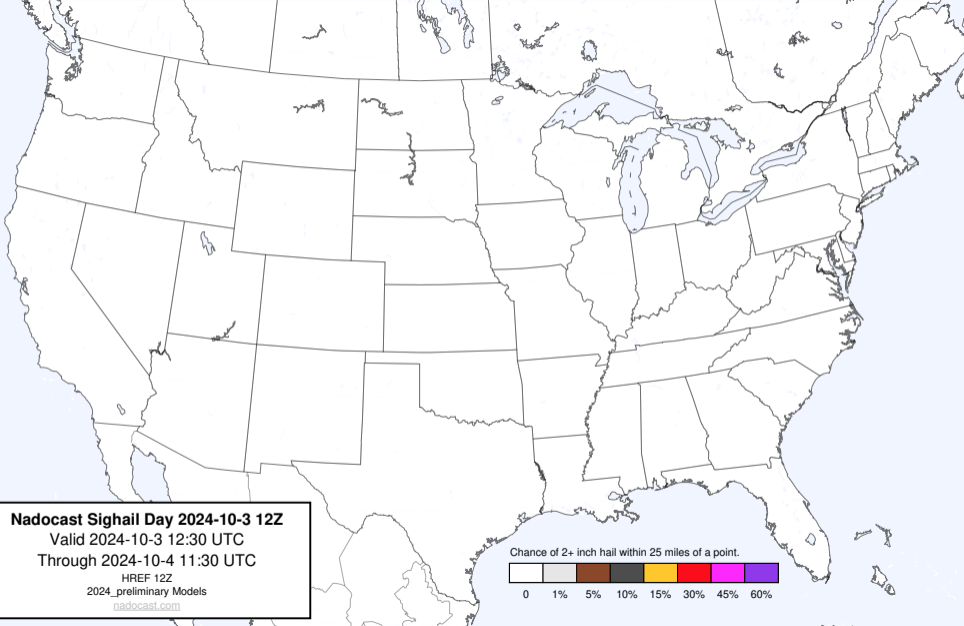 Nadocast Sighail Day 2024-10-3 12Z
Valid 2024-10-3 12:30 UTC
Through 2024-10-4 11:30 UTC
HREF 12Z
2024_preliminary Models
nadocast.com
Chance of 2+ inch hail within 25 miles of a point.
0 1% 5% 10% 15% 30% 45% 60%